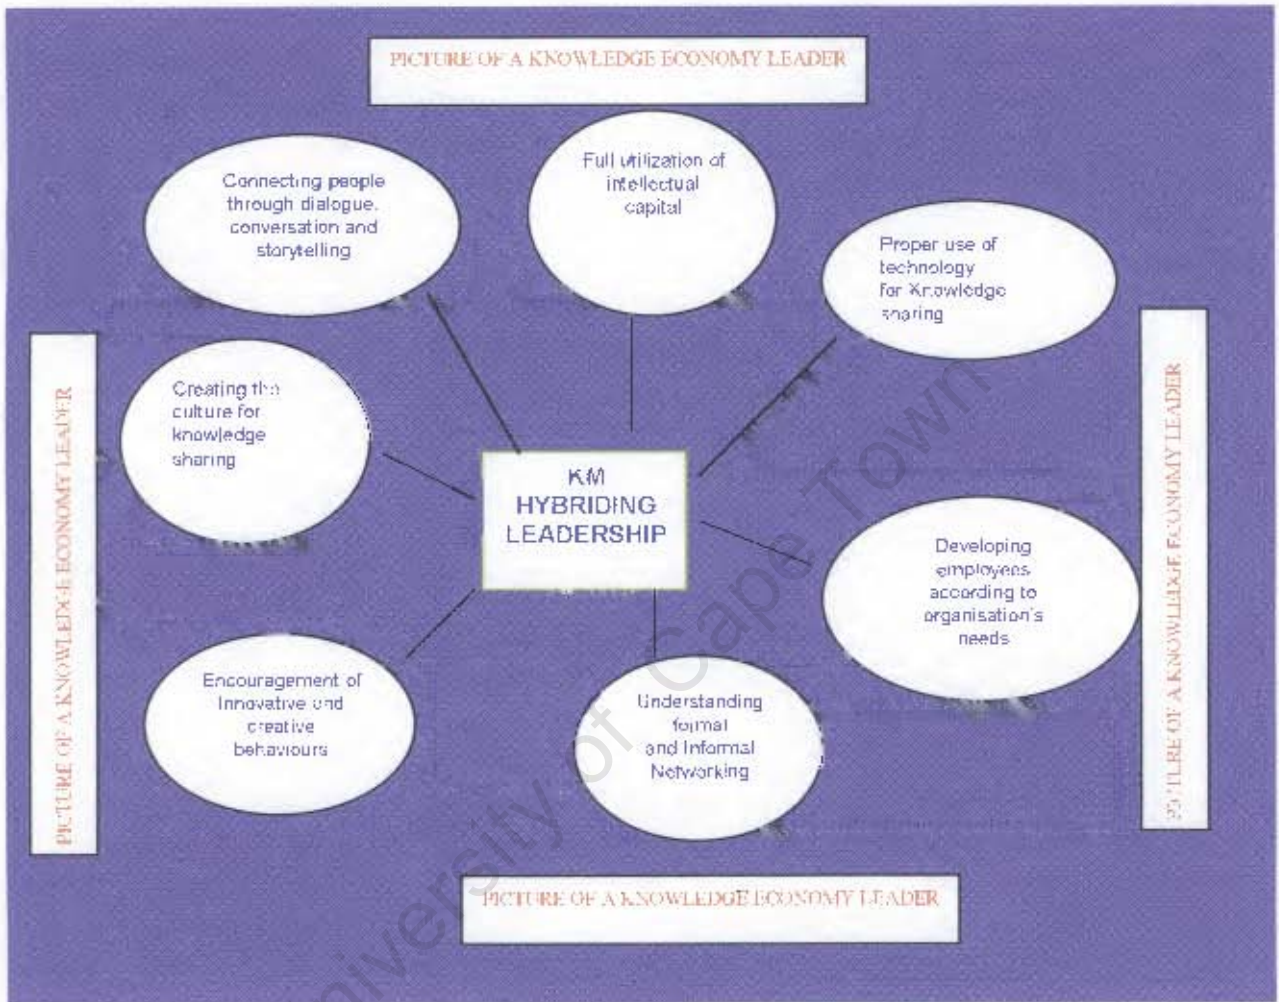 PICTURE OF A KNOWLEDGE ECONOMY LEADER
Connecting people
through dialogue,
conversation and
storytelling
Full utilization of
intellectual
capital
Proper use of
technology
for Knowledge
sharing
Creating the
culture for
knowledge
sharing
KM
HYBRIDING
LEADERSHIP
Developing
employees
according to
organisation's
needs
Encouragement of
Innovative and
creative
behaviours
Understanding
formal
and Informal
Networking
PICTURE OF A KNOWLEDGE ECONOMY LEADER
PICTURE OF A KNOWLEDGE ECONOMY LEADER
PICTURE OF A KNOWLEDGE ECONOMY LEADER
University of Cape Town